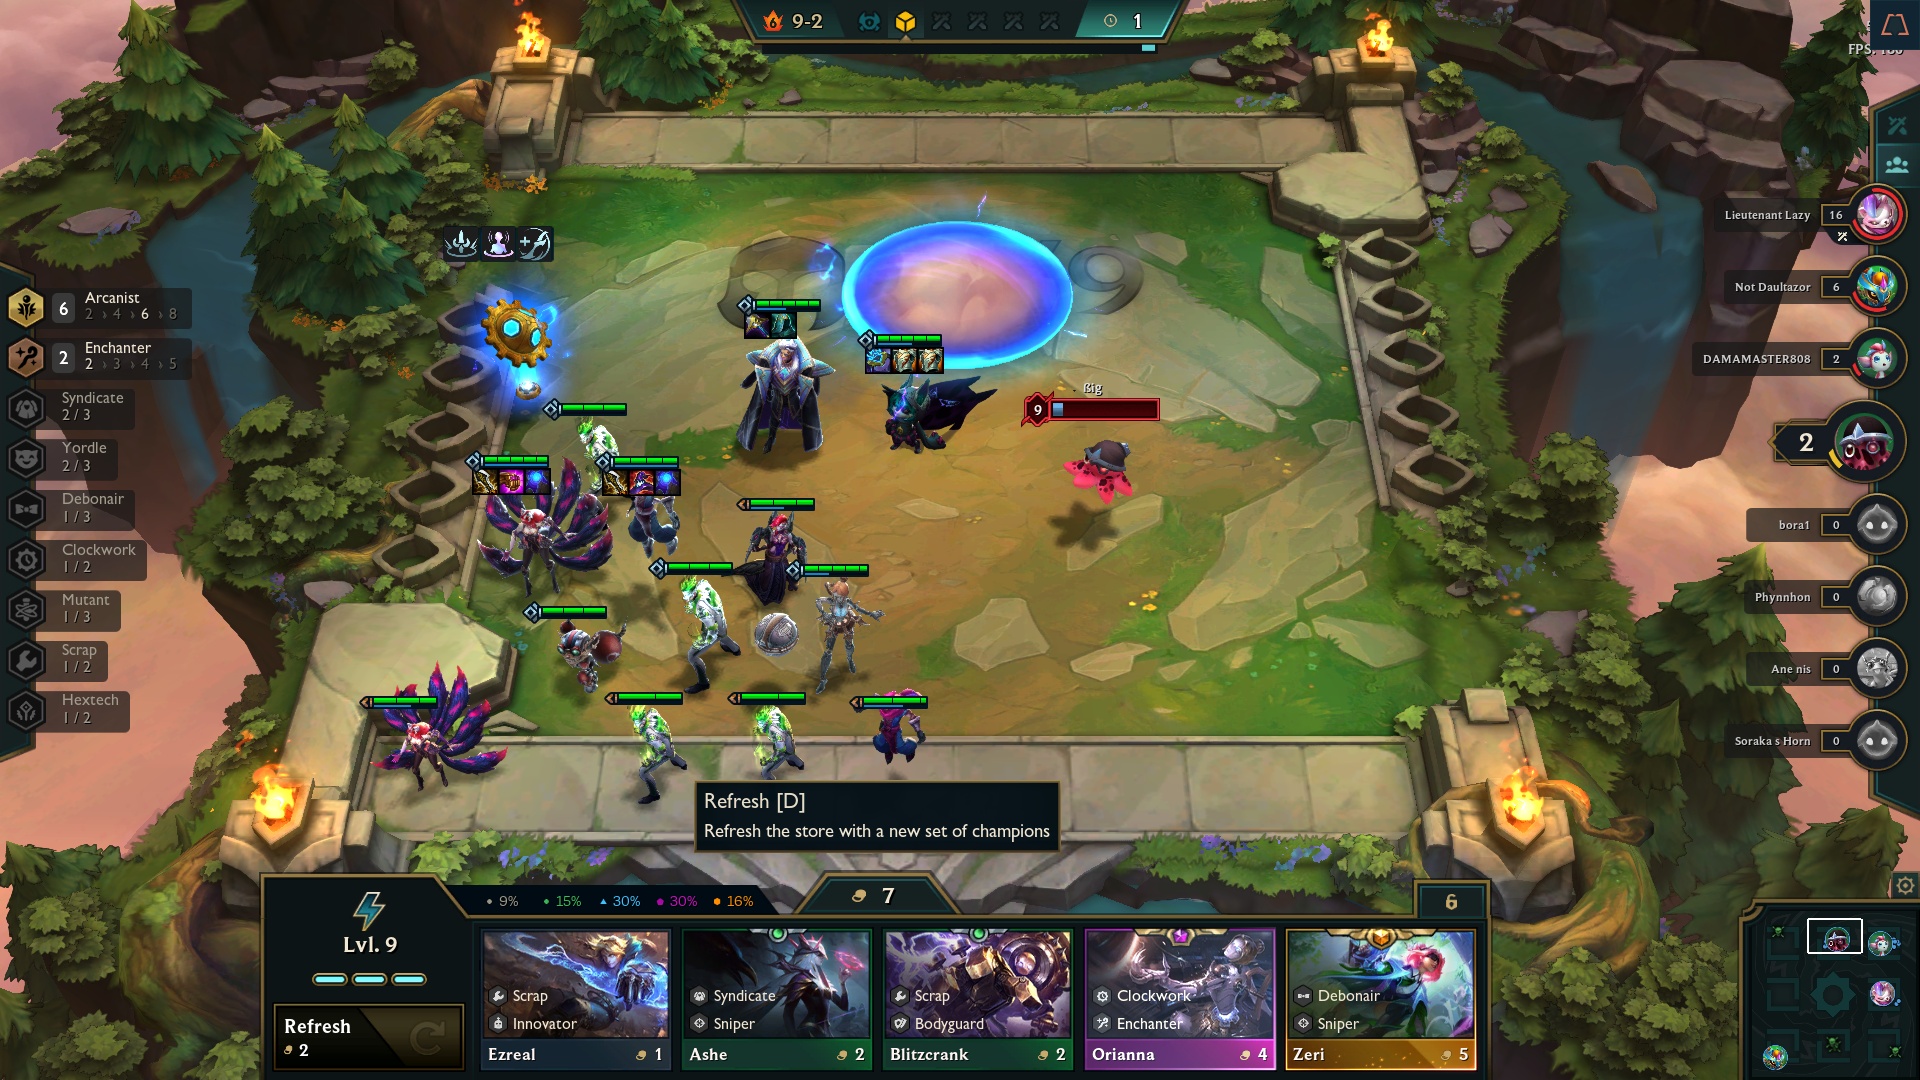 9-2
1
FPS:
Arcanist
6
2 › 4 › 6 › 8
Enchanter
2
2 › 3 › 4 › 5
Syndicate
2 / 3
Yordle
2 / 3
Debonair
1 / 3
Clockwork
1 / 2
Mutant
1 / 3
Scrap
1 / 2
Hextech
1 / 2
Lieutenant Lazy 16
Not Daultazor 6
DAMAMASTER808 2
2
bora1 0
Phynnhon 0
Ane nis 0
Soraka s Horn 0
9
Refresh [D]
Refresh the store with a new set of champions
9% 15% 30% 30% 16%
7
6
Lvl. 9
Refresh
2
Scrap
Innovator
Ezreal 1
Syndicate
Sniper
Ashe 2
Scrap
Bodyguard
Blitzcrank 2
Clockwork
Enchanter
Orianna 4
Debonair
Sniper
Zeri 5